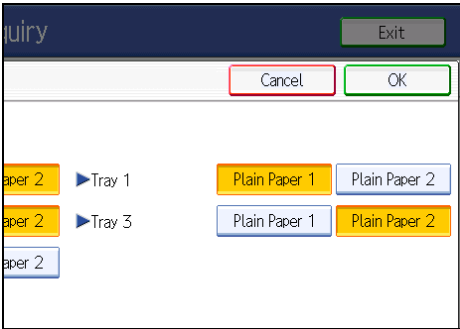 quiry Exit
Cancel OK
aper 2 ▶Tray 1 Plain Paper 1 Plain Paper 2
aper 2 ▶Tray 3 Plain Paper 1 Plain Paper 2
aper 2